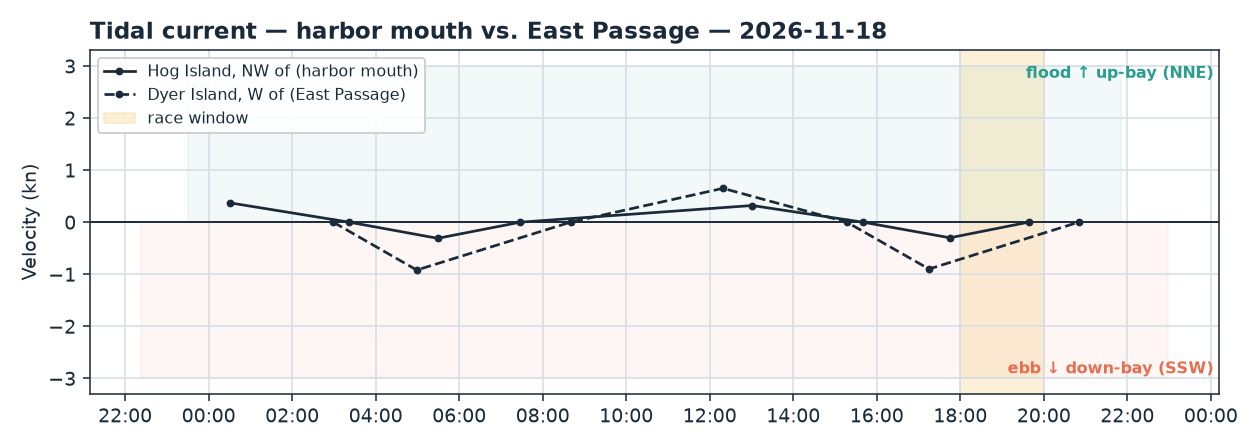 Tidal current — harbor mouth vs. East Passage — 2026-11-18
Hog Island, NW of (harbor mouth)
Dyer Island, W of (East Passage)
race window
flood ↑ up-bay (NNE)
ebb ↓ down-bay (SSW)
Velocity (kn)
3
2
1
0
−1
−2
−3
22:00 00:00 02:00 04:00 06:00 08:00 10:00 12:00 14:00 16:00 18:00 20:00 22:00 00:00